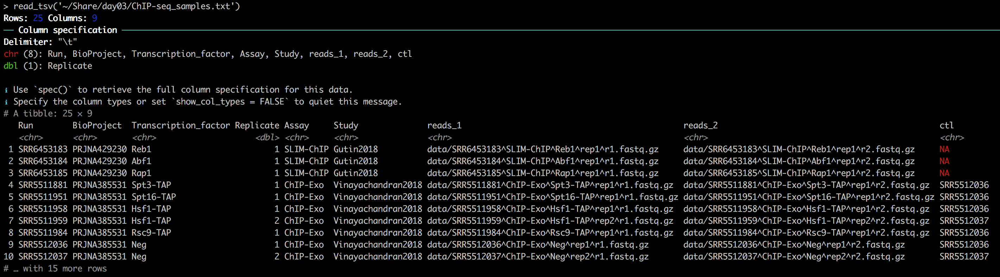 > read_tsv('~/Share/day03/ChIP-seq_samples.txt')
Rows: 25 Columns: 9
── Column specification ──────────
Delimiter: "\t"
chr (8): Run, BioProject, Transcription_factor, Assay, Study, reads_1, reads_2, ctl
dbl (1): Replicate
ℹ Use `spec()` to retrieve the full column specification for this data.
ℹ Specify the column types or set `show_col_types = FALSE` to quiet this message.
# A tibble: 25 × 9
Run BioProject Transcription_factor Replicate Assay Study reads_1 reads_2 ctl
<chr> <chr> <chr> <dbl> <chr> <chr> <chr> <chr> <chr>
1 SRR6453183 PRJNA429230 Reb1 1 SLIM-ChIP Gutin2018 data/SRR6453183^SLIM-ChIP^Reb1^rep1^r1.fastq.gz data/SRR6453183^SLIM-ChIP^Reb1^rep1^r2.fastq.gz NA
2 SRR6453184 PRJNA429230 Abf1 1 SLIM-ChIP Gutin2018 data/SRR6453184^SLIM-ChIP^Abf1^rep1^r1.fastq.gz data/SRR6453184^SLIM-ChIP^Abf1^rep1^r2.fastq.gz NA
3 SRR6453185 PRJNA429230 Rap1 1 SLIM-ChIP Gutin2018 data/SRR6453185^SLIM-ChIP^Rap1^rep1^r1.fastq.gz data/SRR6453185^SLIM-ChIP^Rap1^rep1^r2.fastq.gz NA
4 SRR5511881 PRJNA385531 Spt3-TAP 1 ChIP-Exo Vinayachandran2018 data/SRR5511881^ChIP-Exo^Spt3-TAP^rep1^r1.fastq.gz data/SRR5511881^ChIP-Exo^Spt3-TAP^rep1^r2.fastq.gz SRR5512036
5 SRR5511951 PRJNA385531 Spt16-TAP 1 ChIP-Exo Vinayachandran2018 data/SRR5511951^ChIP-Exo^Spt16-TAP^rep1^r1.fastq.gz data/SRR5511951^ChIP-Exo^Spt16-TAP^rep1^r2.fastq.gz SRR5512036
6 SRR5511958 PRJNA385531 Hsf1-TAP 1 ChIP-Exo Vinayachandran2018 data/SRR5511958^ChIP-Exo^Hsf1-TAP^rep1^r1.fastq.gz data/SRR5511958^ChIP-Exo^Hsf1-TAP^rep1^r2.fastq.gz SRR5512036
7 SRR5511959 PRJNA385531 Hsf1-TAP 2 ChIP-Exo Vinayachandran2018 data/SRR5511959^ChIP-Exo^Hsf1-TAP^rep2^r1.fastq.gz data/SRR5511959^ChIP-Exo^Hsf1-TAP^rep2^r2.fastq.gz SRR5512037
8 SRR5511984 PRJNA385531 Rsc9-TAP 1 ChIP-Exo Vinayachandran2018 data/SRR5511984^ChIP-Exo^Rsc9-TAP^rep1^r1.fastq.gz data/SRR5511984^ChIP-Exo^Rsc9-TAP^rep1^r2.fastq.gz SRR5512036
9 SRR5512036 PRJNA385531 Neg 1 ChIP-Exo Vinayachandran2018 data/SRR5512036^ChIP-Exo^Neg^rep1^r1.fastq.gz data/SRR5512036^ChIP-Exo^Neg^rep1^r2.fastq.gz SRR5512036
10 SRR5512037 PRJNA385531 Neg 2 ChIP-Exo Vinayachandran2018 data/SRR5512037^ChIP-Exo^Neg^rep2^r1.fastq.gz data/SRR5512037^ChIP-Exo^Neg^rep2^r2.fastq.gz SRR5512037
# … with 15 more rows